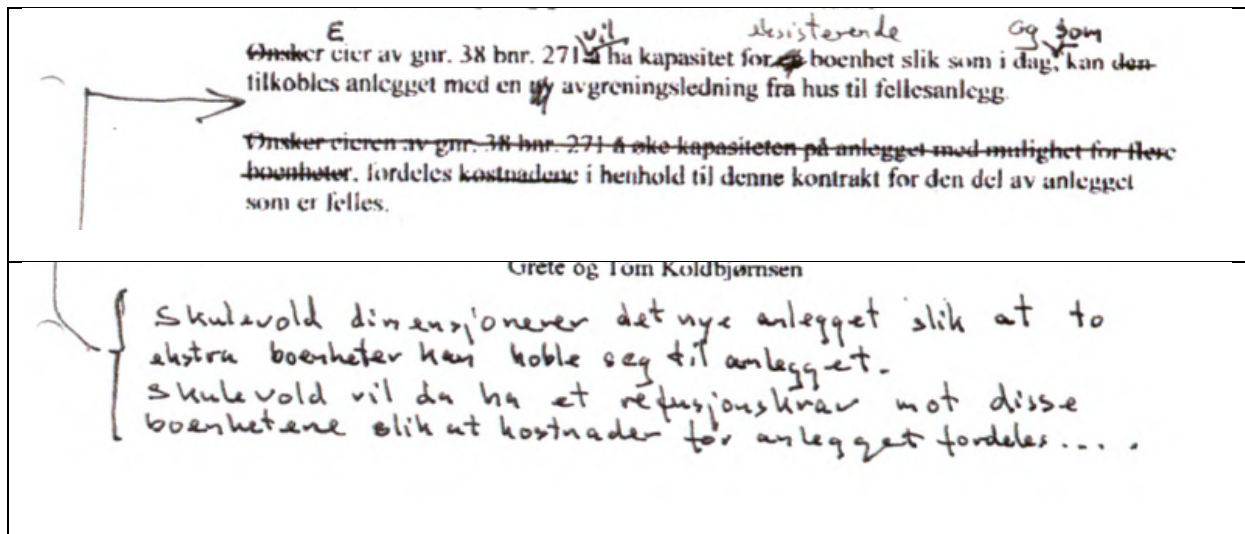 E vil eksisterende og som
Ønsker eier av gnr. 38 bnr. 271 å ha kapasitet for boenhet slik som i dag, kan den
tilkobles anlegget med en ny avgreningsledning fra hus til fellesanlegg.
Ønsker eieren av gnr. 38 bnr. 271 å øke kapasiteten på anlegget med mulighet for flere
boenheter, fordeles kostnadene i henhold til denne kontrakt for den del av anlegget
som er felles.
Grete og Tom Koldbjørnsen
Skulevold dimensjonerer det nye anlegget slik at to
ekstra boenheter kan koble seg til anlegget.
Skulevold vil da ha et refusjonskrav mot disse
boenhetene slik at kostnader for anlegget fordeles....